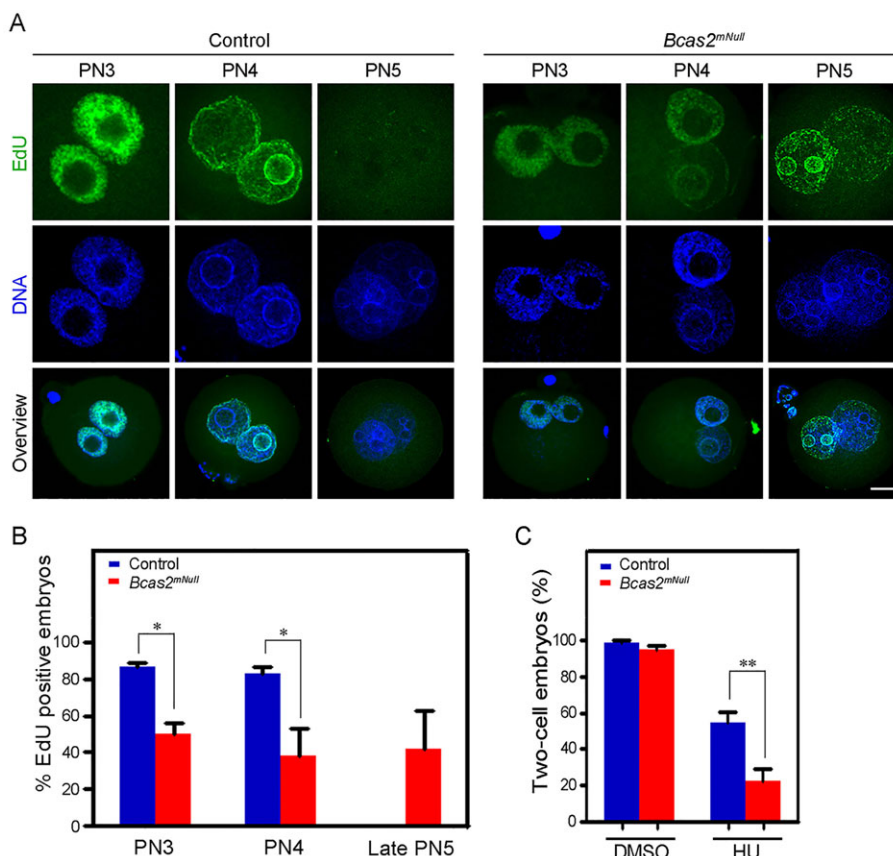 A
Control
Bcas2mNull
PN3 PN4 PN5 PN3 PN4 PN5
EdU
DNA
Overview
B
Control
Bcas2mNull
% EdU positive embryos
100
80
60
40
20
0
* *
PN3 PN4 Late PN5
C
Control
Bcas2mNull
Two-cell embryos (%)
100
80
60
40
20
0
**
DMSO HU